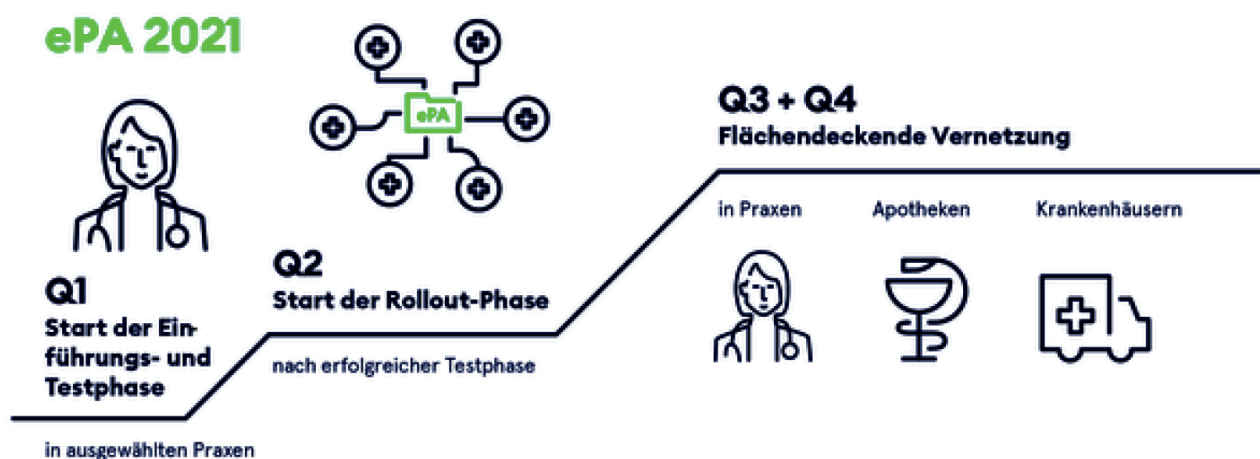 ePA 2021
ePA
Q1
Start der Ein-
führungs- und
Testphase
in ausgewählten Praxen
Q2
Start der Rollout-Phase
nach erfolgreicher Testphase
Q3 + Q4
Flächendeckende Vernetzung
in Praxen
Apotheken
Krankenhäusern